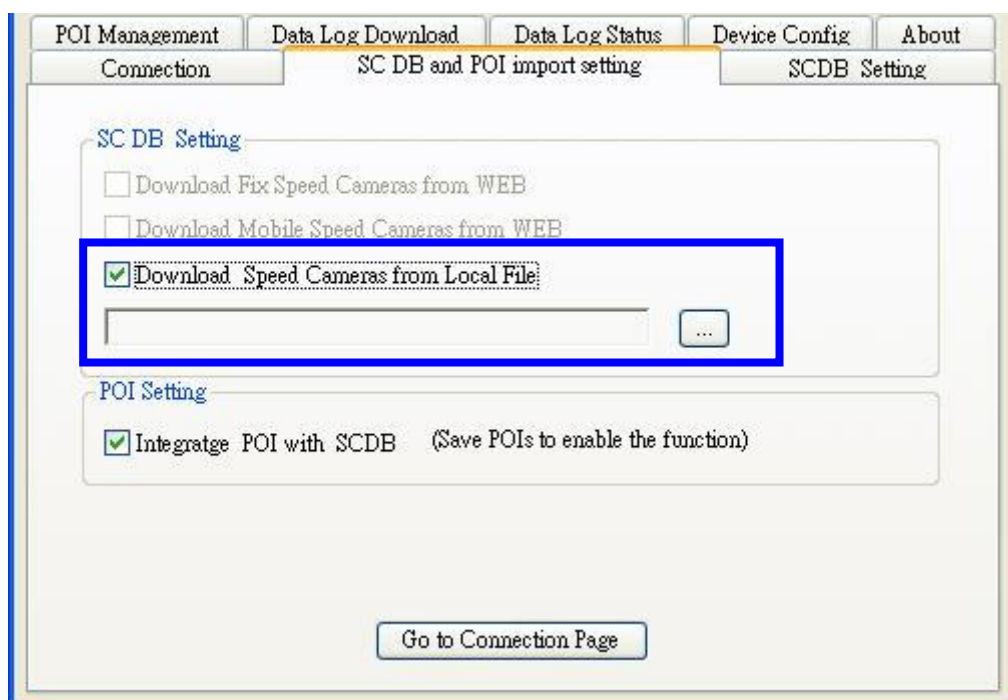 POI Management Data Log Download Data Log Status Device Config About
Connection SC DB and POI import setting SCDB Setting
SC DB Setting
Download Fix Speed Cameras from WEB
Download Mobile Speed Cameras from WEB
Download Speed Cameras from Local File
...
POI Setting
Integratge POI with SCDB (Save POIs to enable the function)
Go to Connection Page